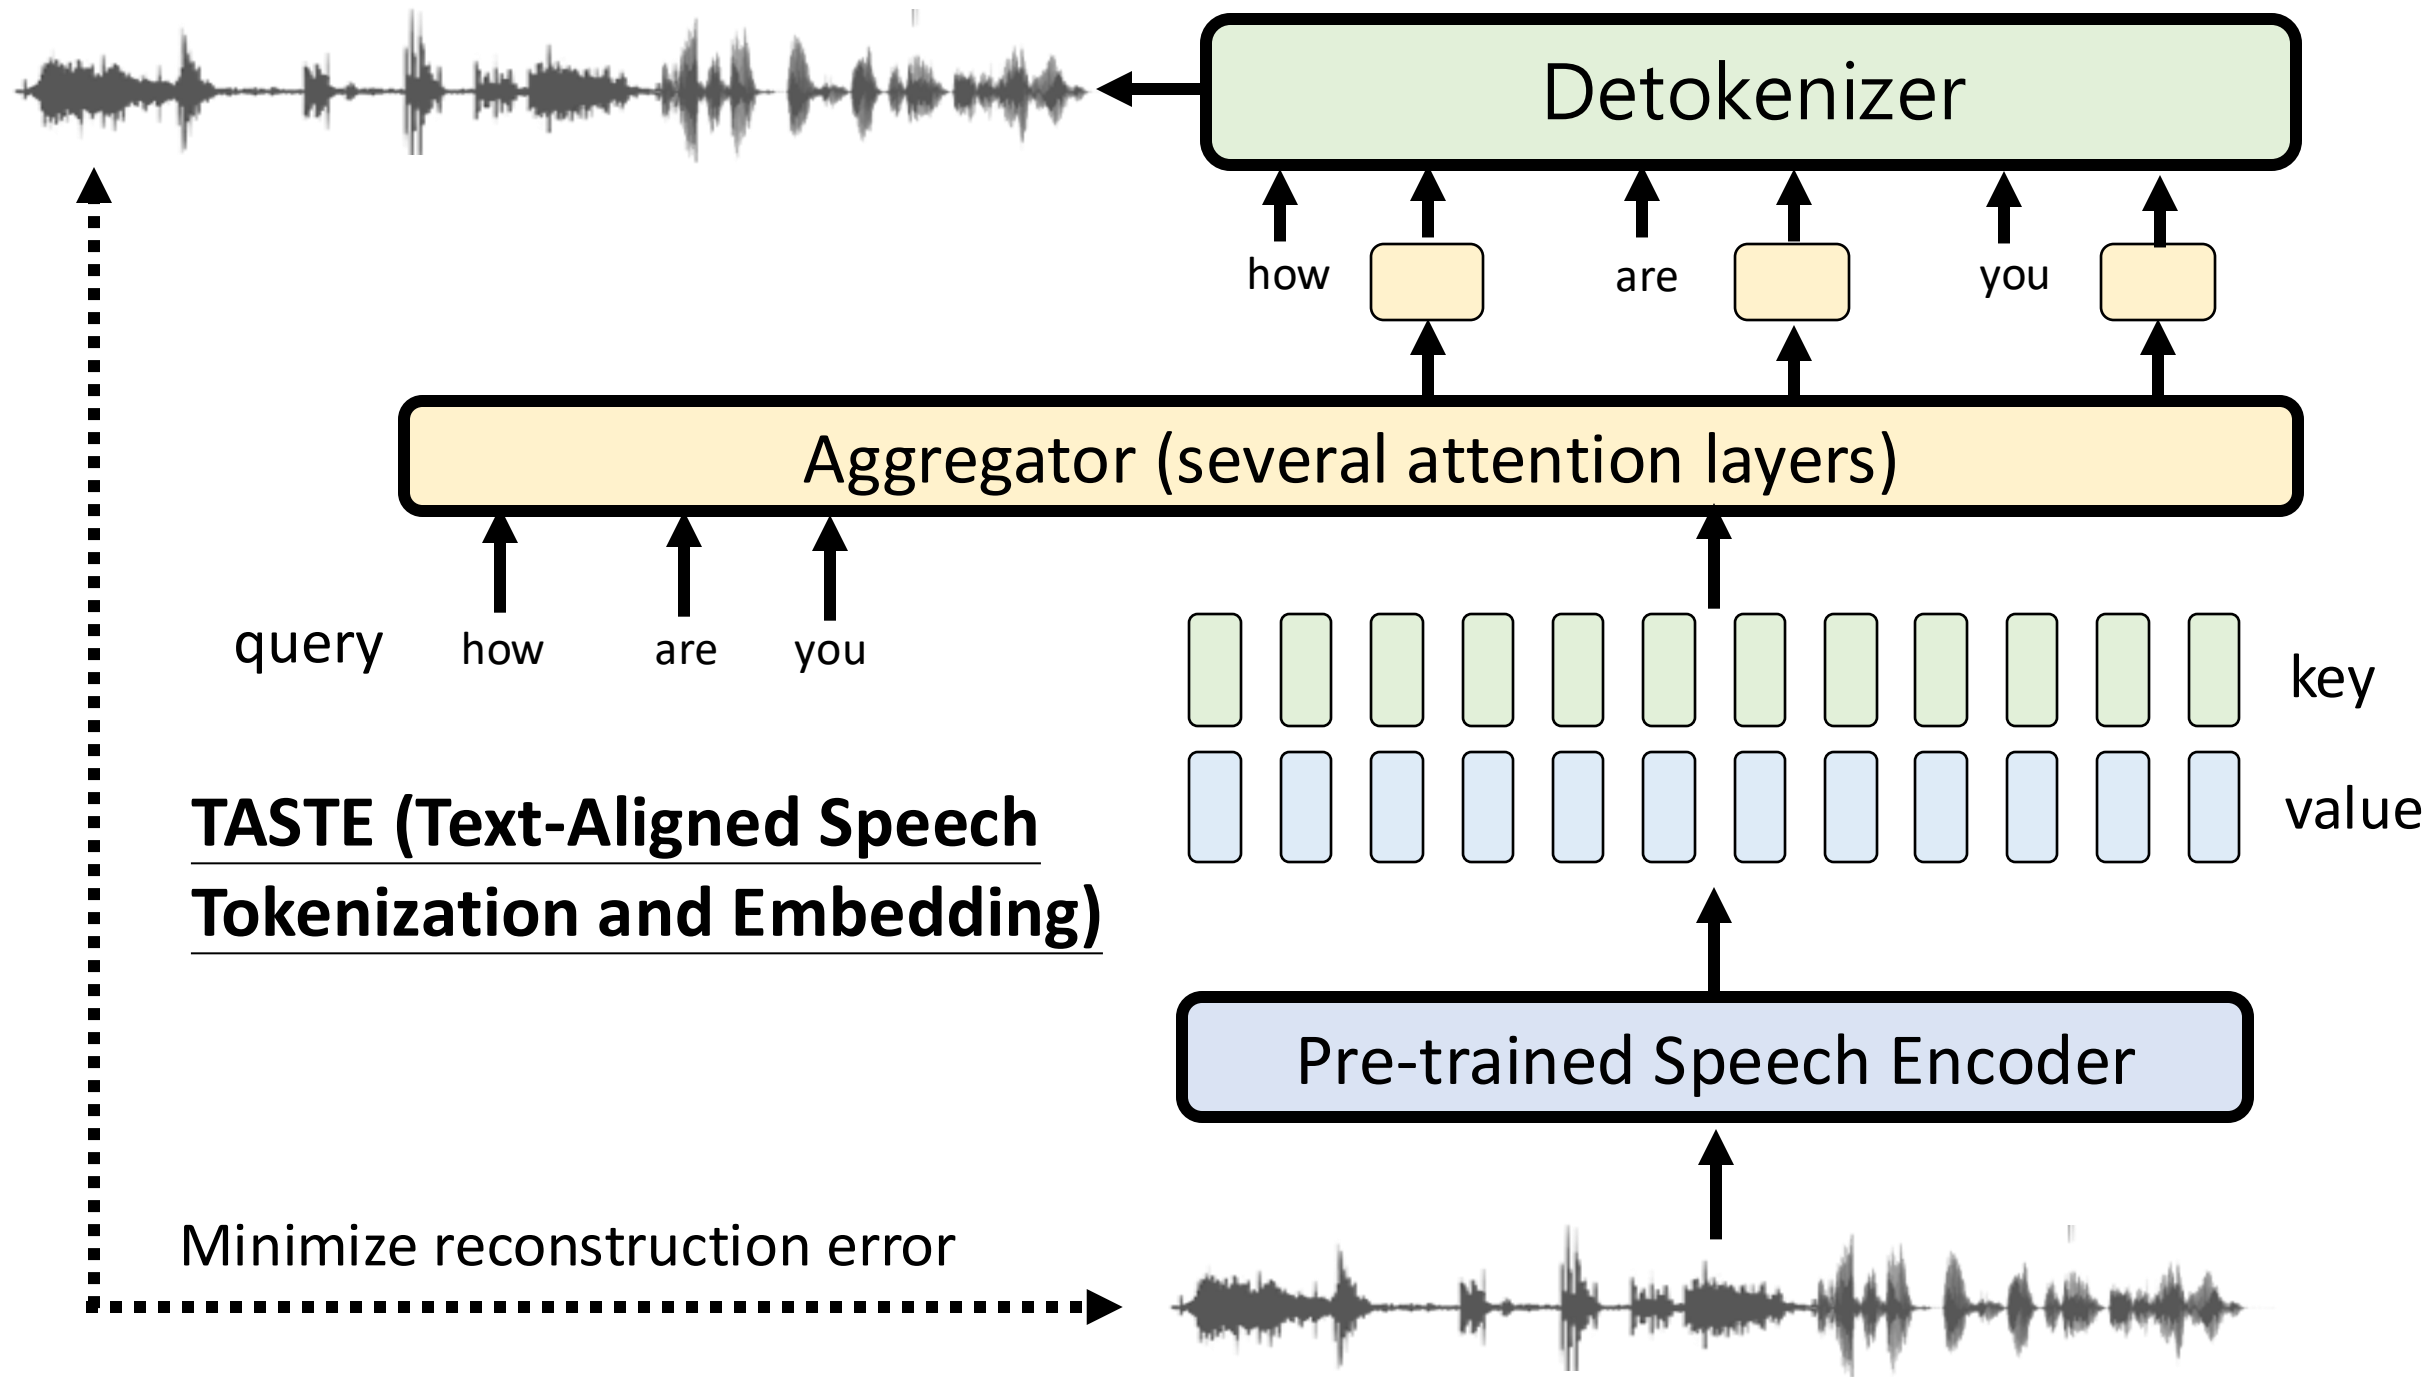 Detokenizer
how are you
Aggregator (several attention layers)
query how are you
key
value
TASTE (Text-Aligned Speech
Tokenization and Embedding)
Pre-trained Speech Encoder
Minimize reconstruction error